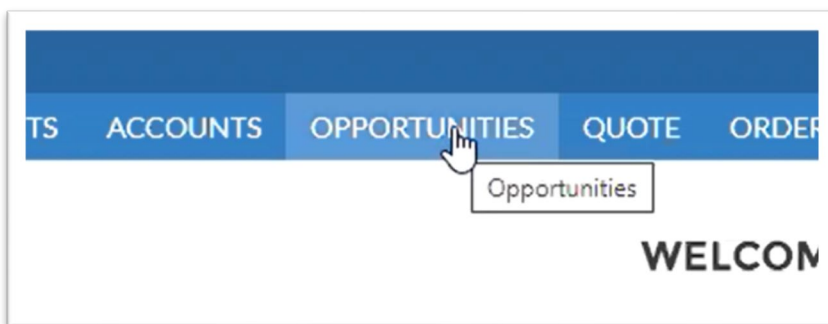 TS ACCOUNTS OPPORTUNITIES QUOTE ORDER
Opportunities
WELCOM